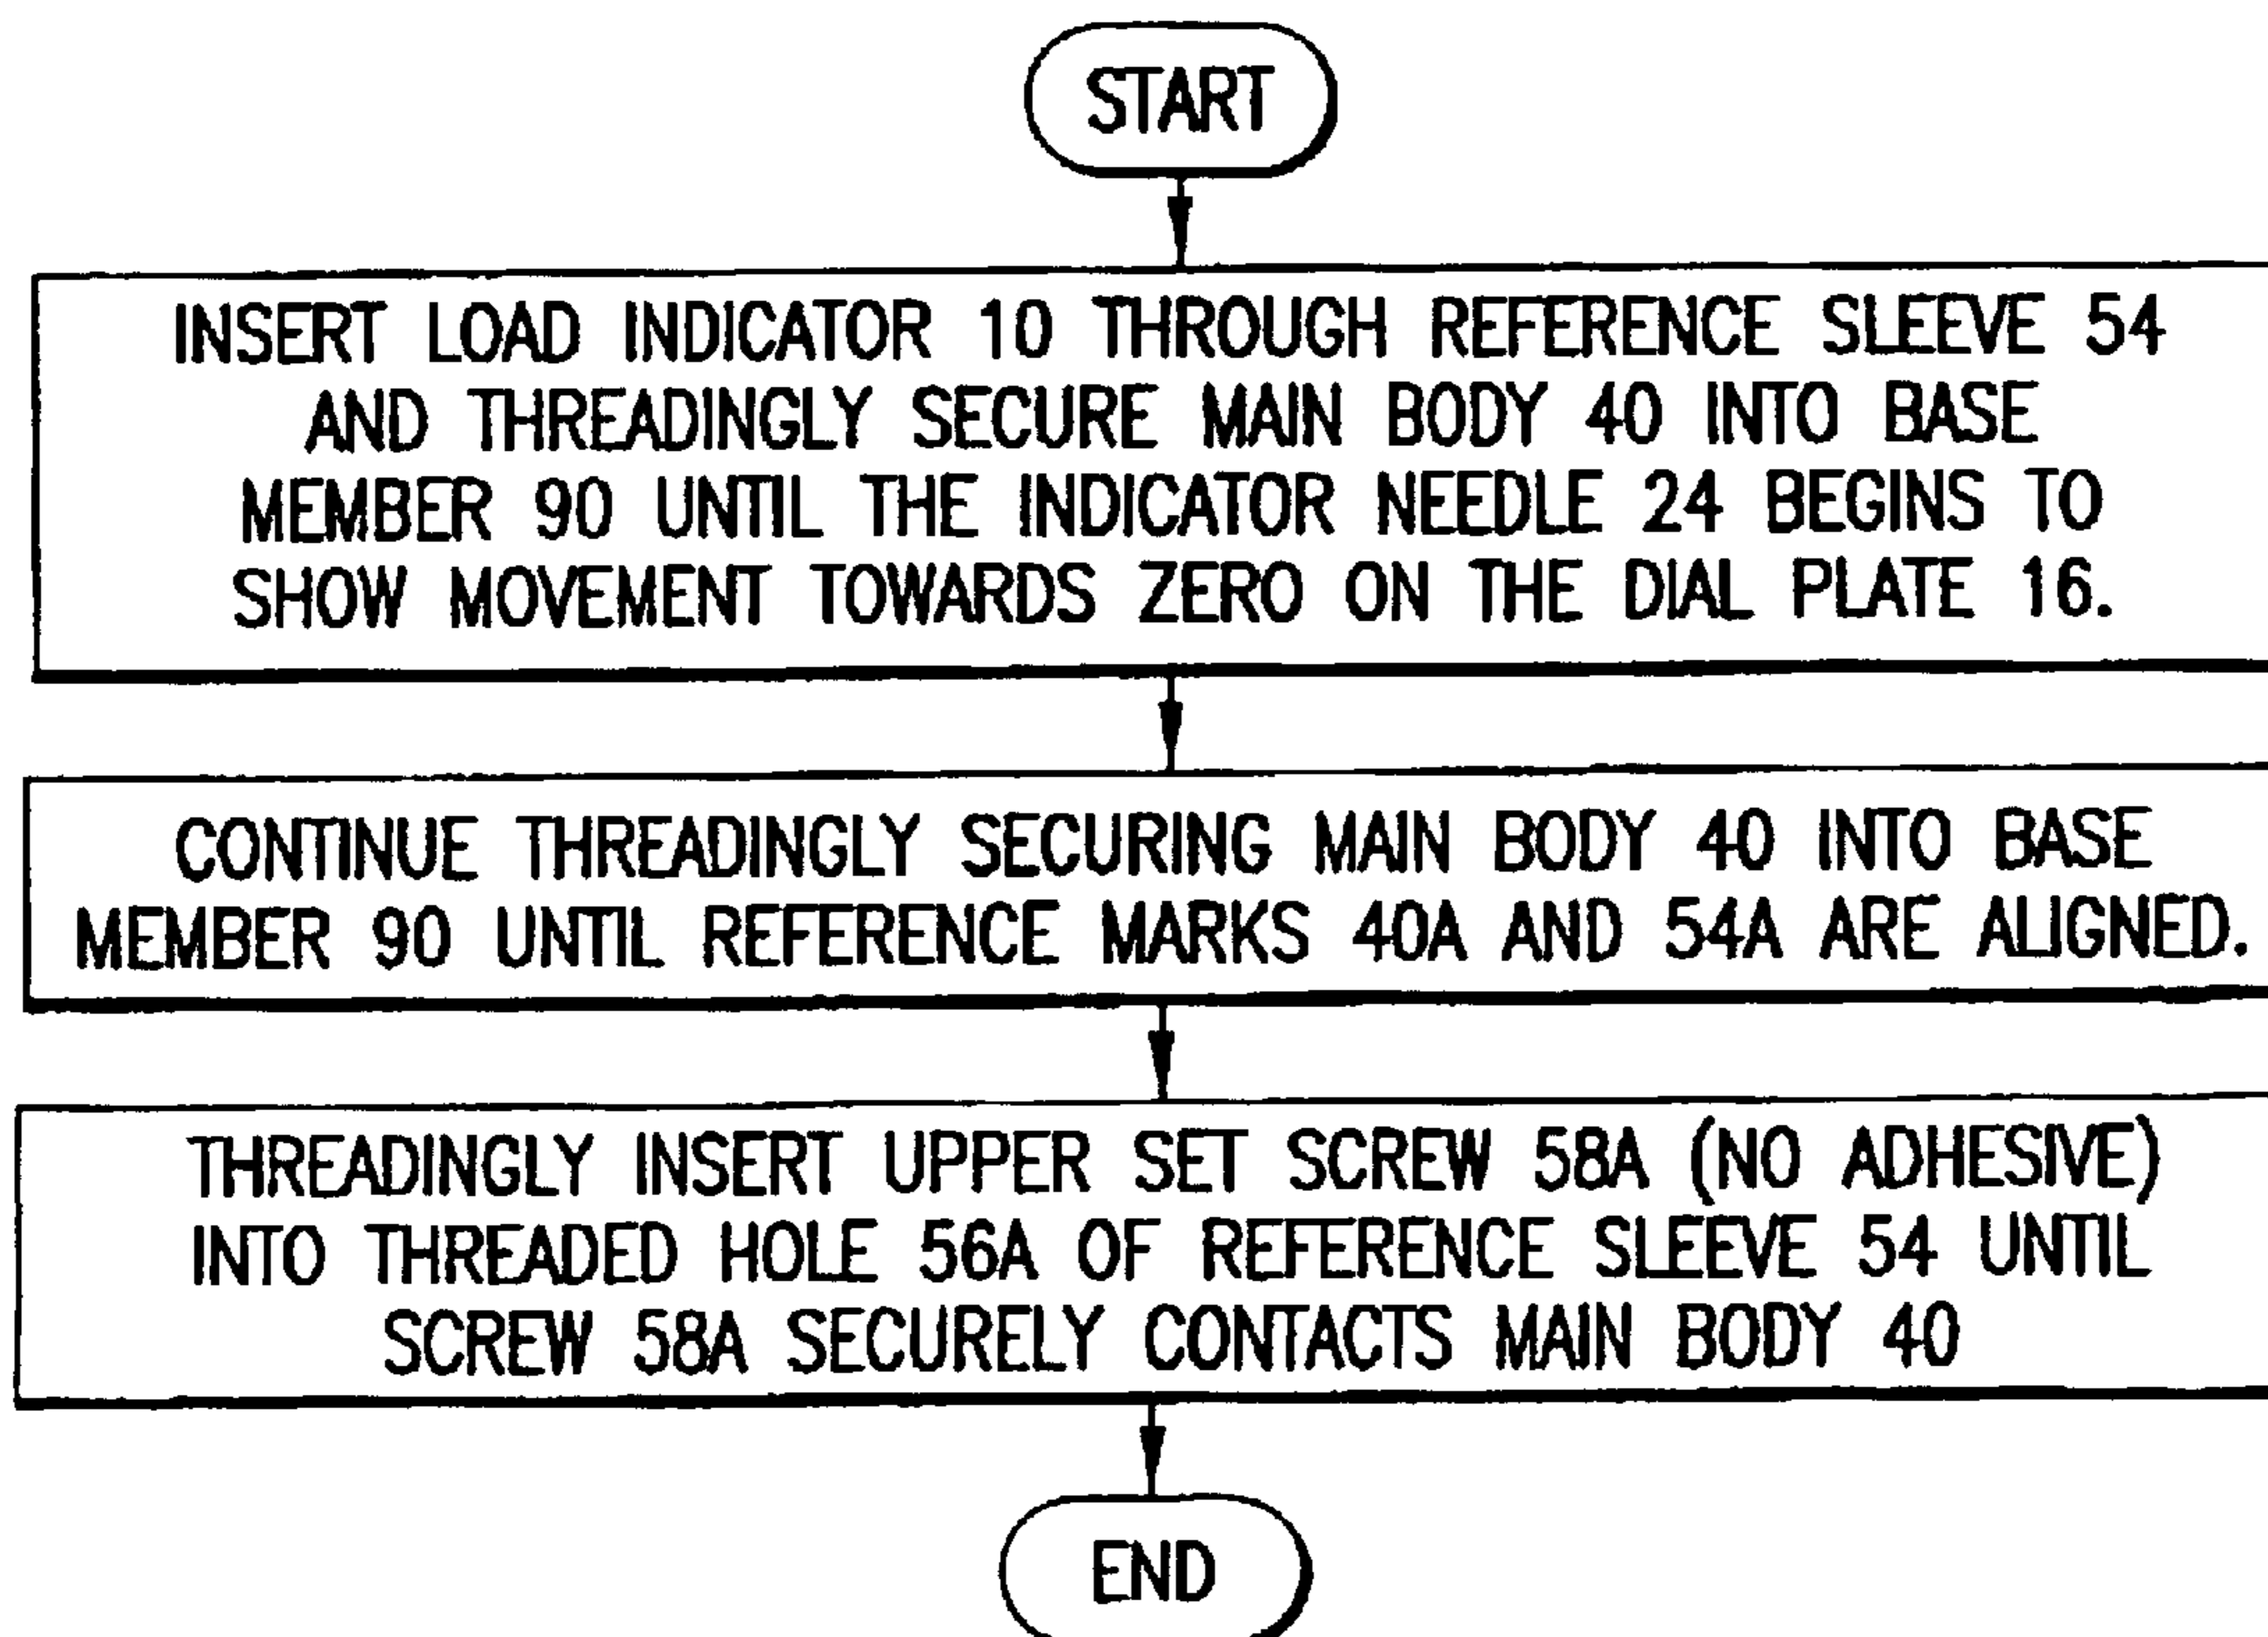 START
INSERT LOAD INDICATOR 10 THROUGH REFERENCE SLEEVE 54
AND THREADINGLY SECURE MAIN BODY 40 INTO BASE
MEMBER 90 UNTIL THE INDICATOR NEEDLE 24 BEGINS TO
SHOW MOVEMENT TOWARDS ZERO ON THE DIAL PLATE 16.
CONTINUE THREADINGLY SECURING MAIN BODY 40 INTO BASE
MEMBER 90 UNTIL REFERENCE MARKS 40A AND 54A ARE ALIGNED.
THREADINGLY INSERT UPPER SET SCREW 58A (NO ADHESIVE)
INTO THREADED HOLE 56A OF REFERENCE SLEEVE 54 UNTIL
SCREW 58A SECURELY CONTACTS MAIN BODY 40
END